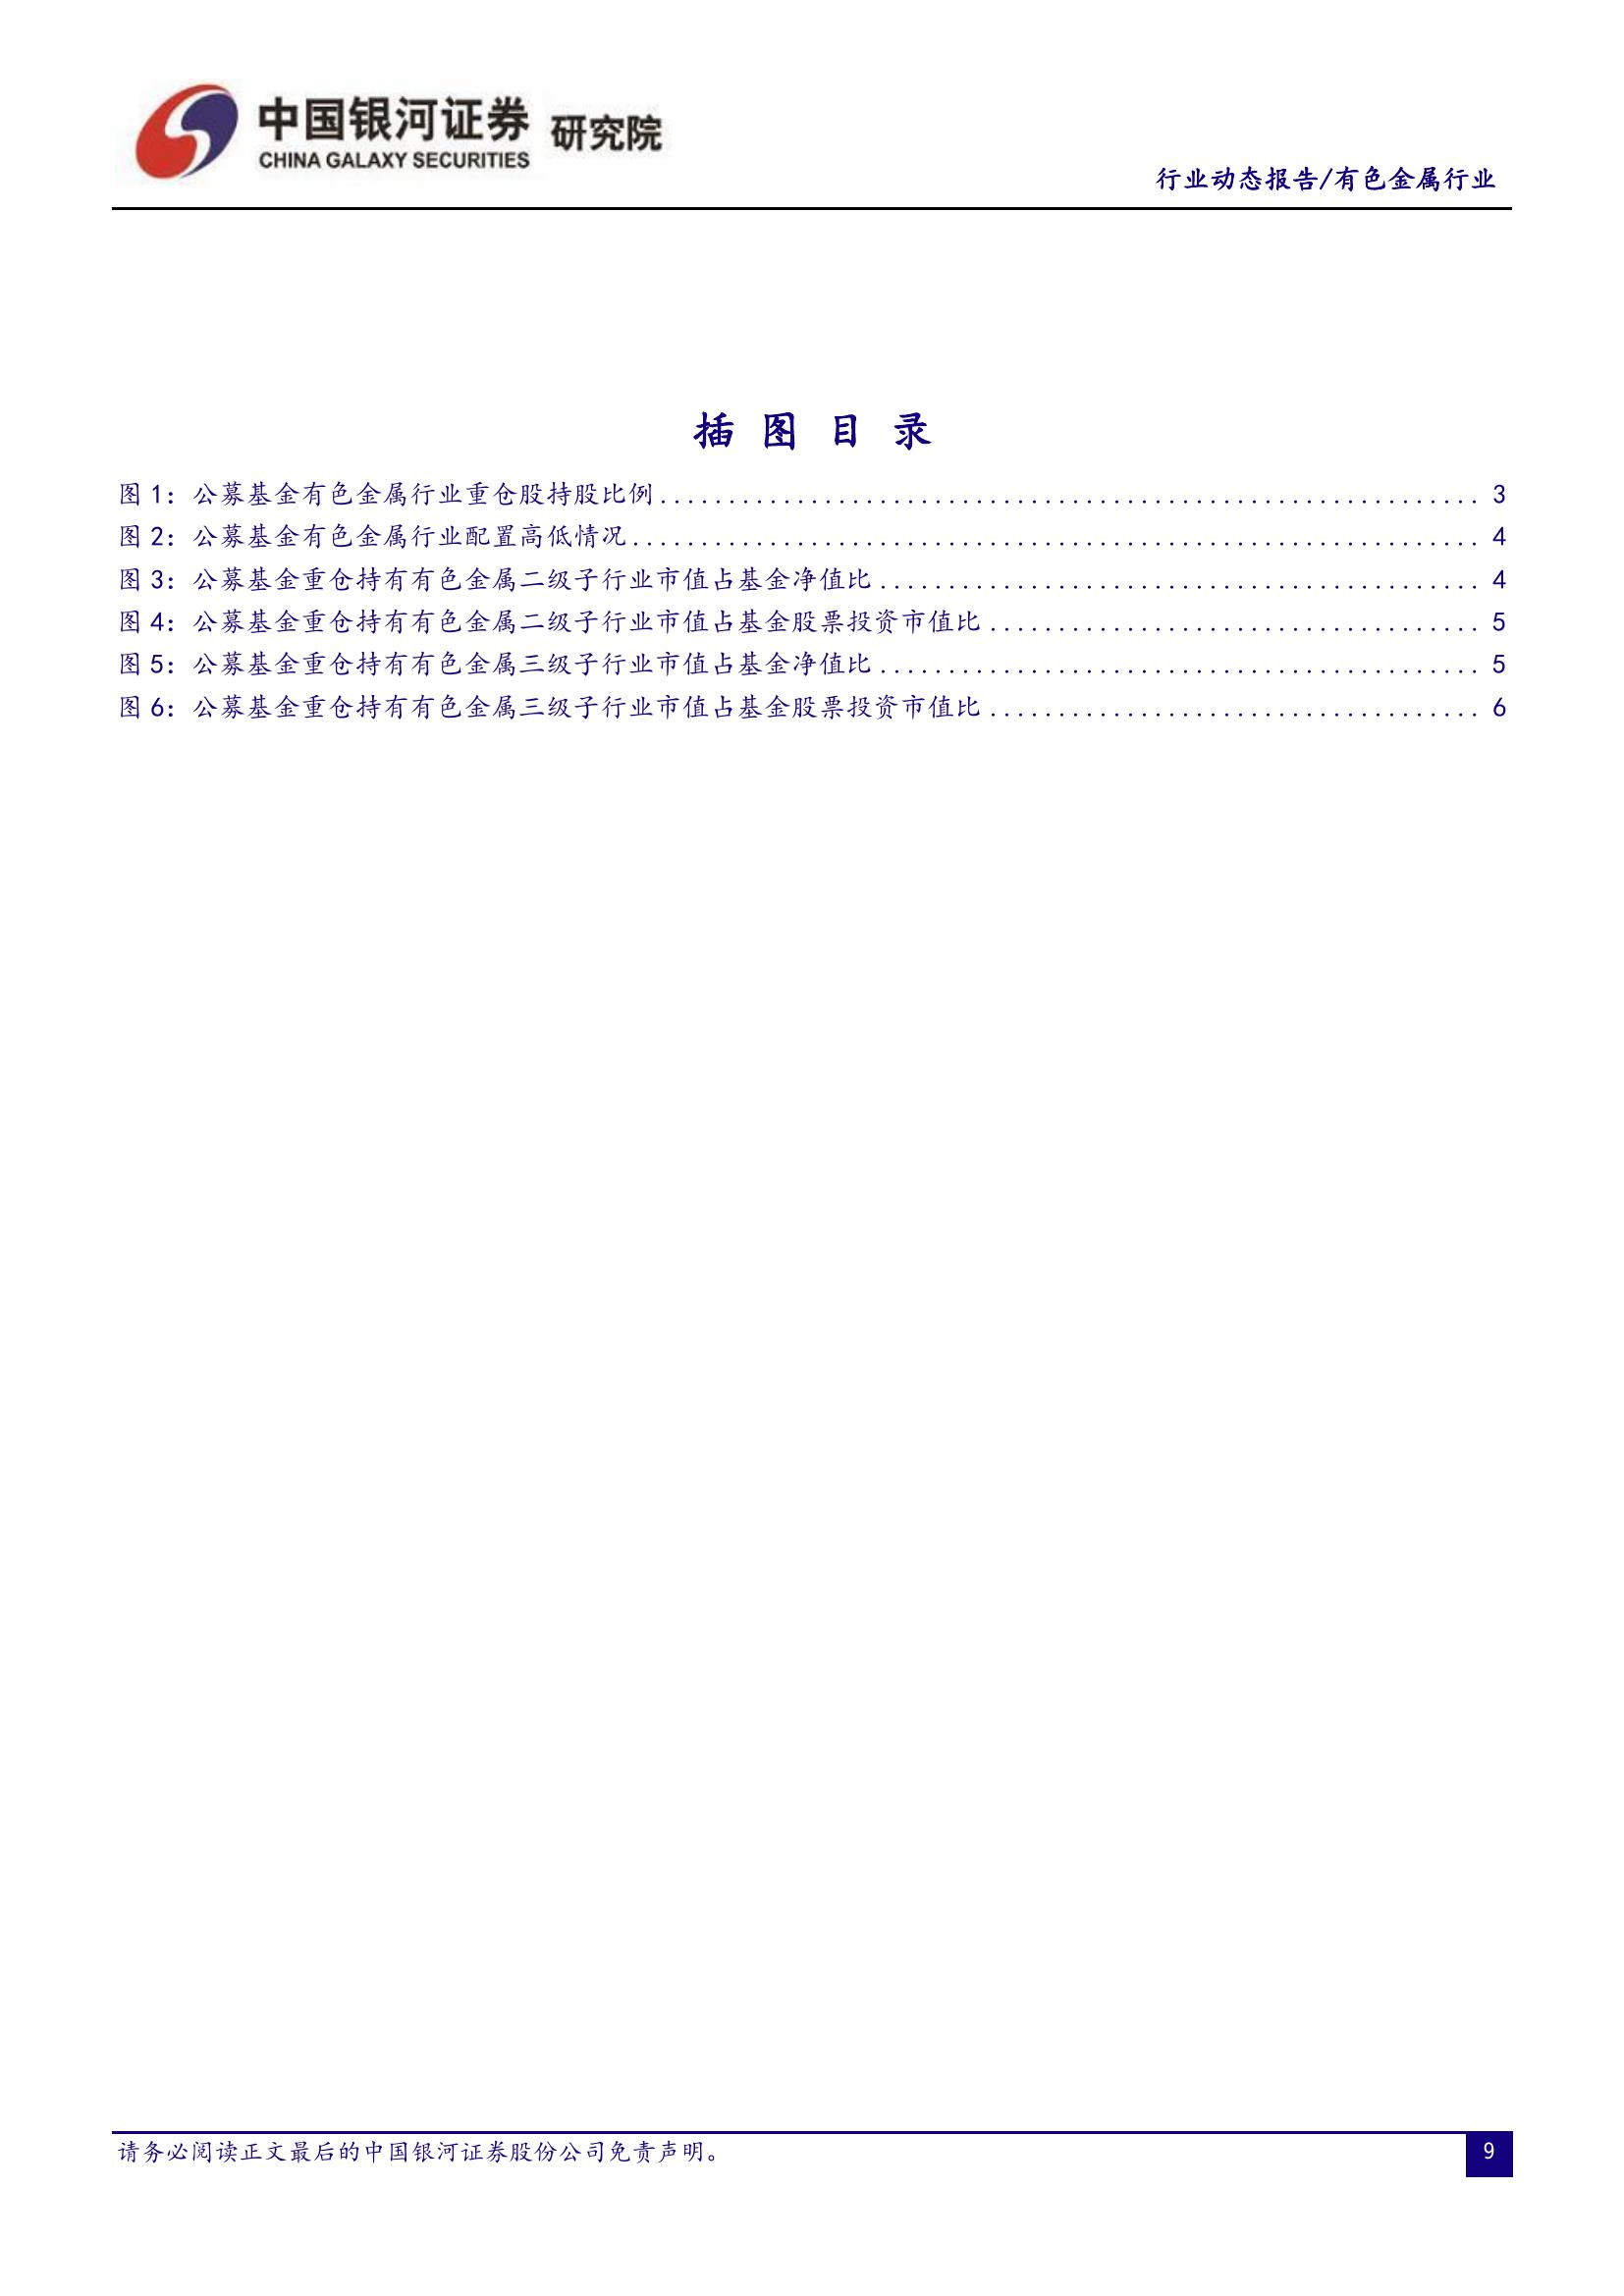 中国银河证券 研究院
CHINA GALAXY SECURITIES
行业动态报告/有色金属行业
插 图 目 录
图 1：公募基金有色金属行业重仓股持股比例............................................................ 3
图 2：公募基金有色金属行业配置高低情况.............................................................. 4
图 3：公募基金重仓持有有色金属二级子行业市值占基金净值比............................................ 4
图 4：公募基金重仓持有有色金属二级子行业市值占基金股票投资市值比.................................... 5
图 5：公募基金重仓持有有色金属三级子行业市值占基金净值比............................................ 5
图 6：公募基金重仓持有有色金属三级子行业市值占基金股票投资市值比.................................... 6
请务必阅读正文最后的中国银河证券股份公司免责声明。
9